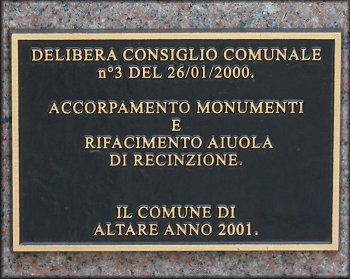 DELIBERA CONSIGLIO COMUNALE
n°3 DEL 26/01/2000.
ACCORPAMENTO MONUMENTI
E
RIFACIMENTO AIUOLA
DI RECINZIONE.
IL COMUNE DI
ALTARE ANNO 2001.